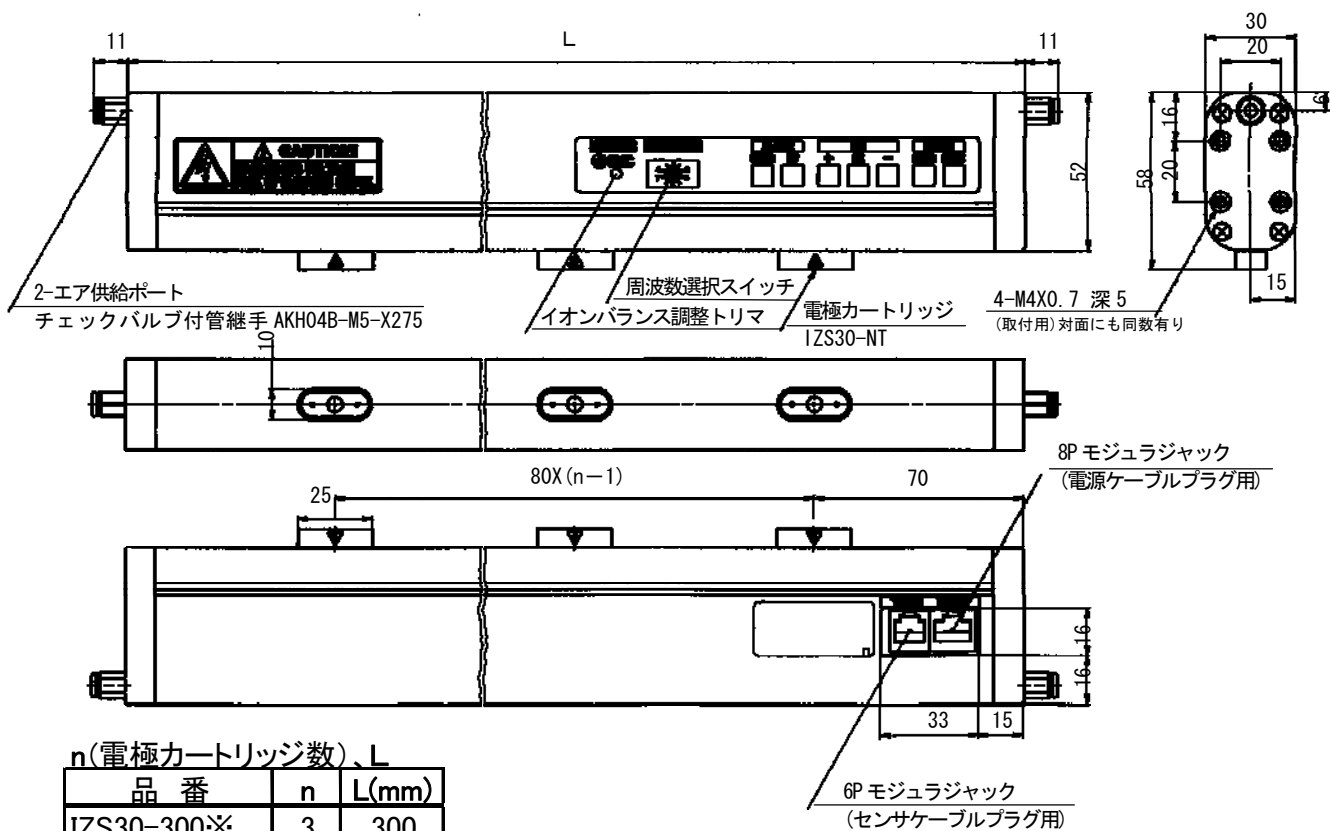 11
L
11
30
20
6
16
20
58
52
15
CAUTION
2-エア供給ポート
チェックバルブ付管継手 AKH04B-M5-X275
周波数選択スイッチ
イオンバランス調整トリマ
電極カートリッジ
IZS30-NT
4-M4X0.7 深 5
(取付用)対面にも同数有り
10
8P モジュラジャック
(電源ケーブルプラグ用)
80X(n-1)
70
25
16
16
33
15
6P モジュラジャック
(センサケーブルプラグ用)
n(電極カートリッジ数)、L
品 番 n L(mm)
IZS30-300※ 3 300